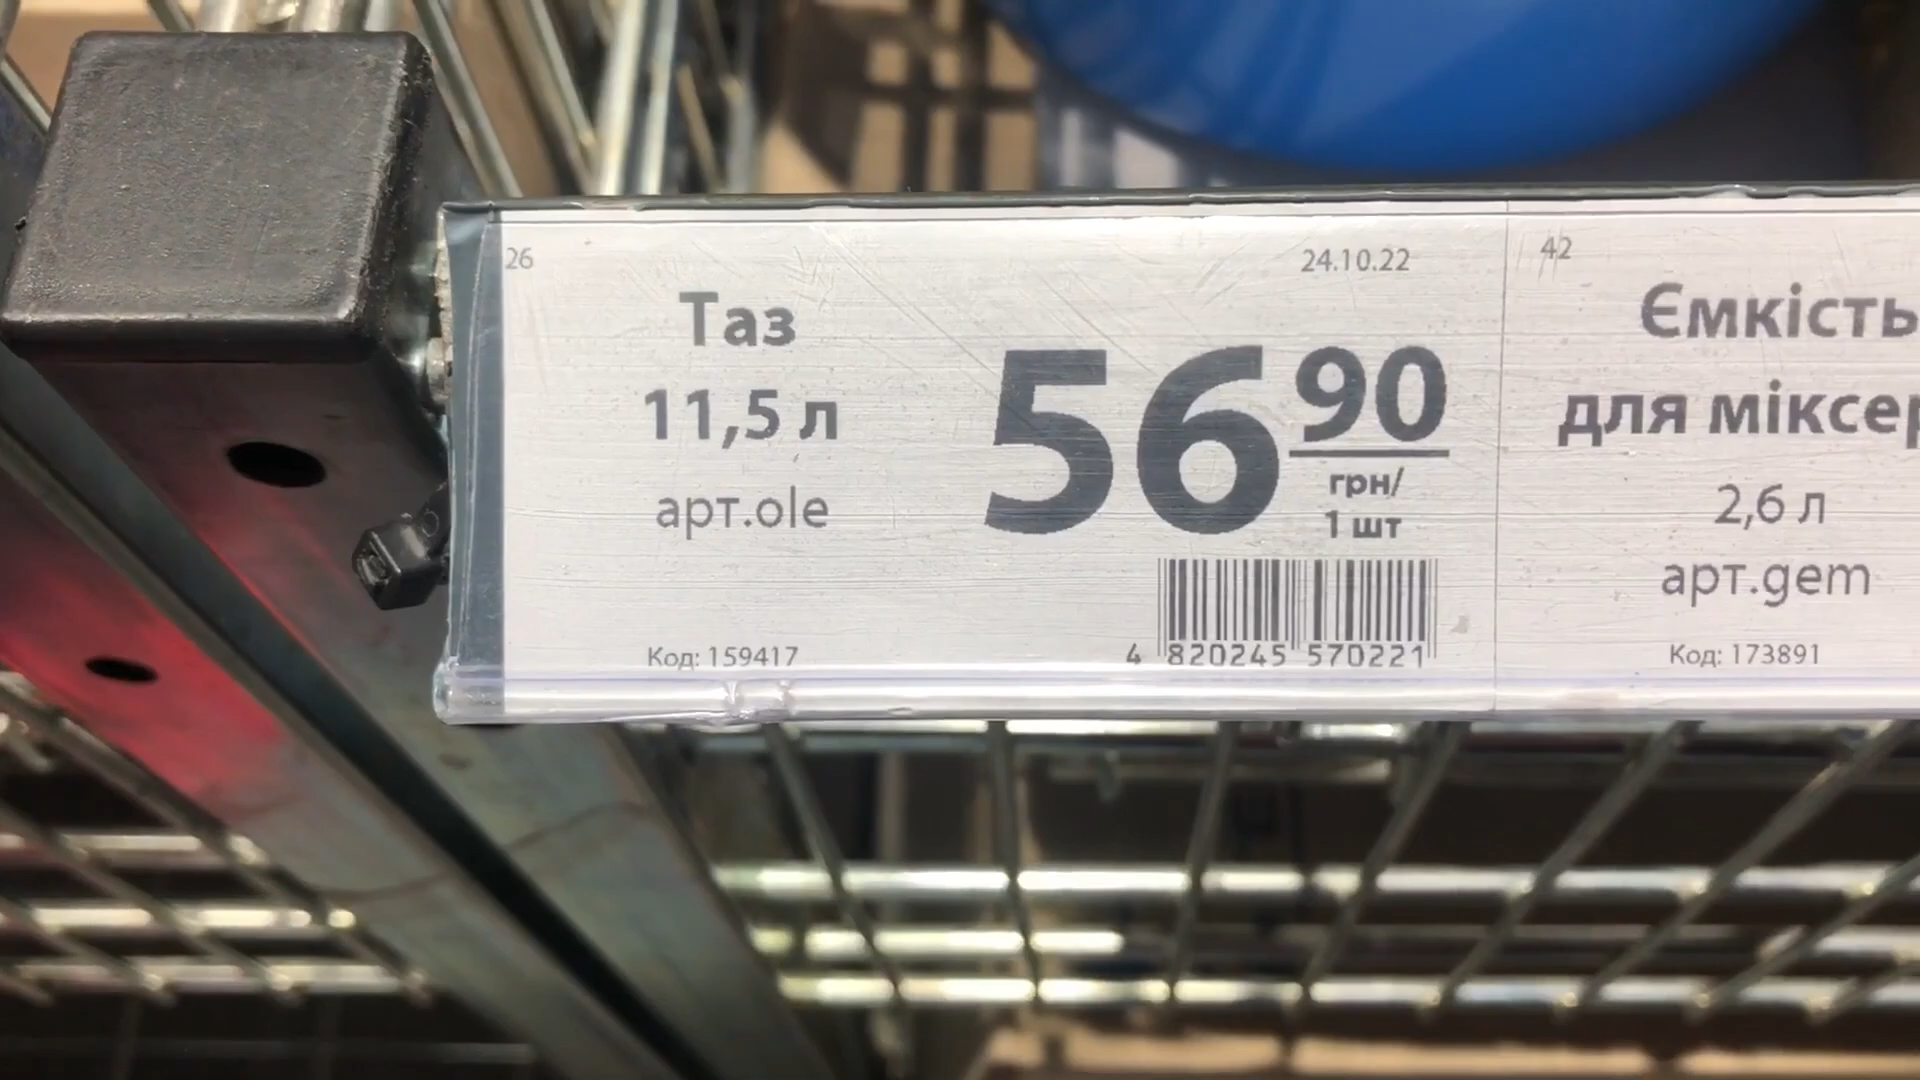 26
24.10.22
Таз
11,5 л
арт.ole
56 90
грн/
1 шт
Код: 159417
4 820245 570221
42
Ємкість
для міксер
2,6 л
арт.gem
Код: 173891